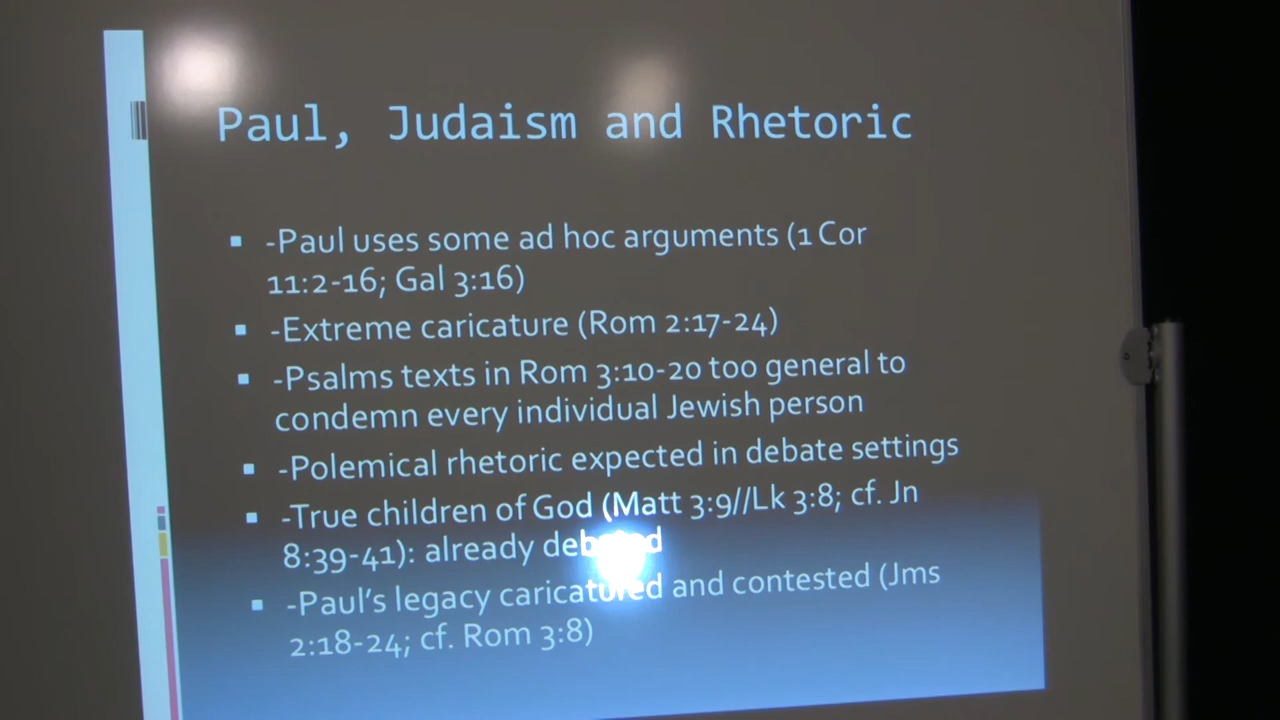 Paul, Judaism and Rhetoric
▪ -Paul uses some ad hoc arguments (1 Cor
11:2-16; Gal 3:16)
▪ -Extreme caricature (Rom 2:17-24)
▪ -Psalms texts in Rom 3:10-20 too general to
condemn every individual Jewish person
▪ -Polemical rhetoric expected in debate settings
▪ -True children of God (Matt 3:9//Lk 3:8; cf. Jn
8:39-41): already debated
▪ -Paul's legacy caricatured and contested (Jms
2:18-24; cf. Rom 3:8)